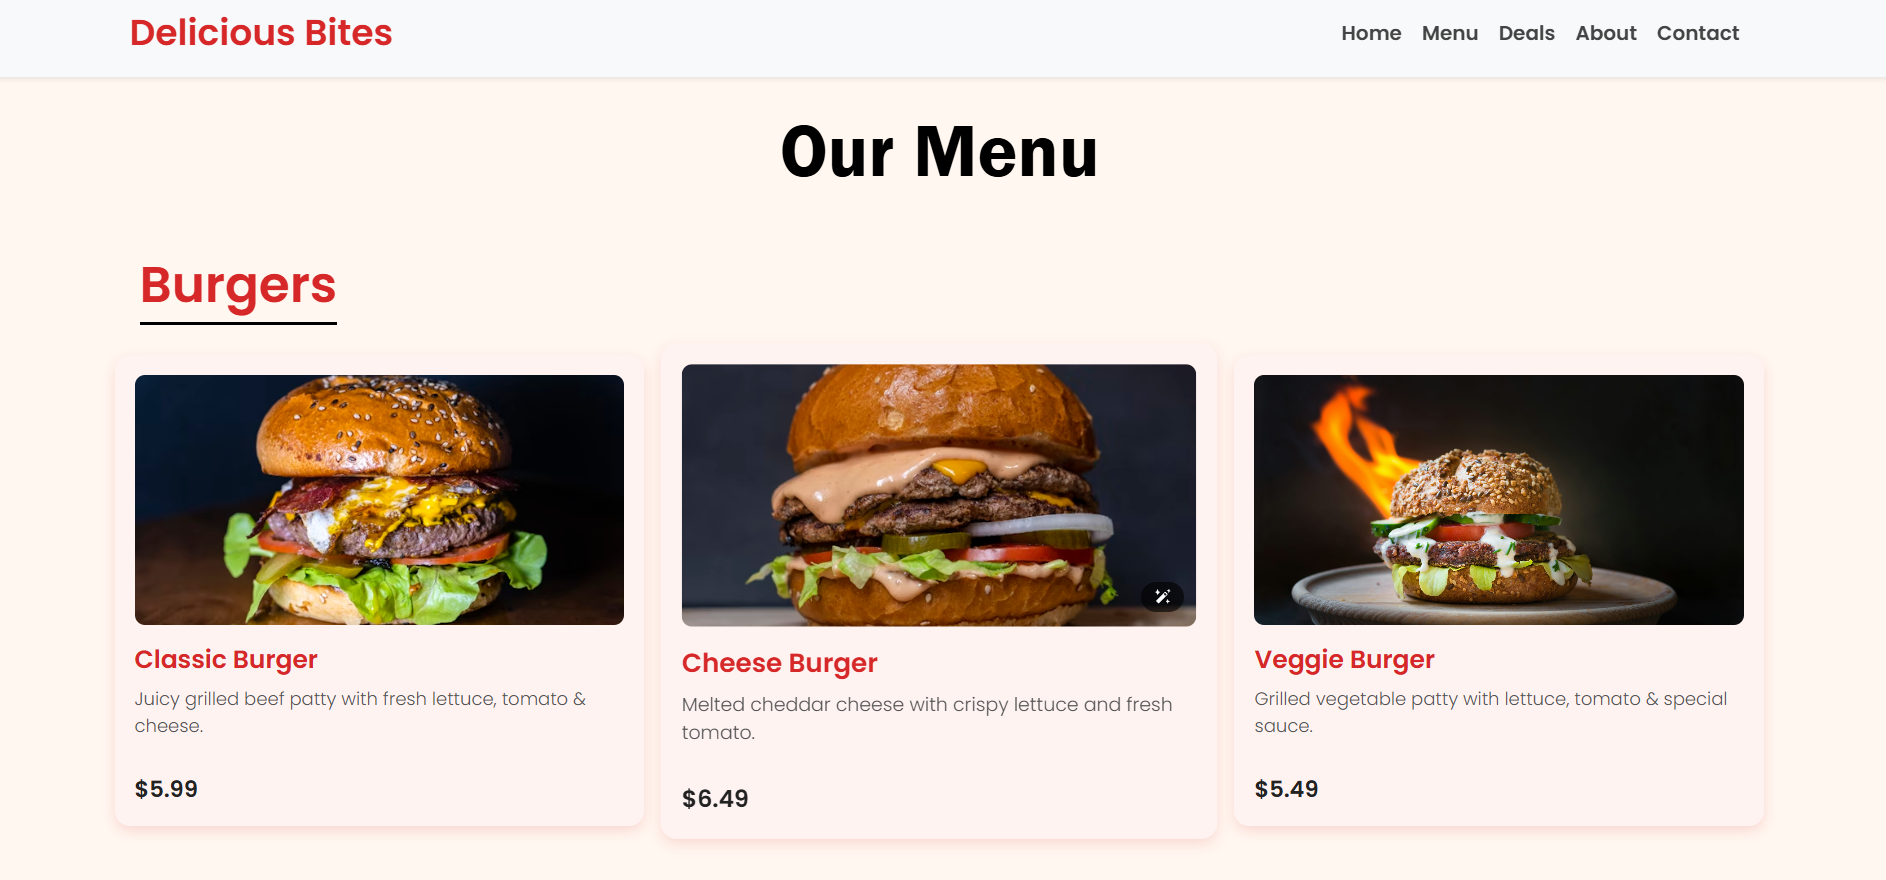 Delicious Bites
Home Menu Deals About Contact
Our Menu
Burgers
Classic Burger
Juicy grilled beef patty with fresh lettuce, tomato &
cheese.
$5.99
Cheese Burger
Melted cheddar cheese with crispy lettuce and fresh
tomato.
$6.49
Veggie Burger
Grilled vegetable patty with lettuce, tomato & special
sauce.
$5.49